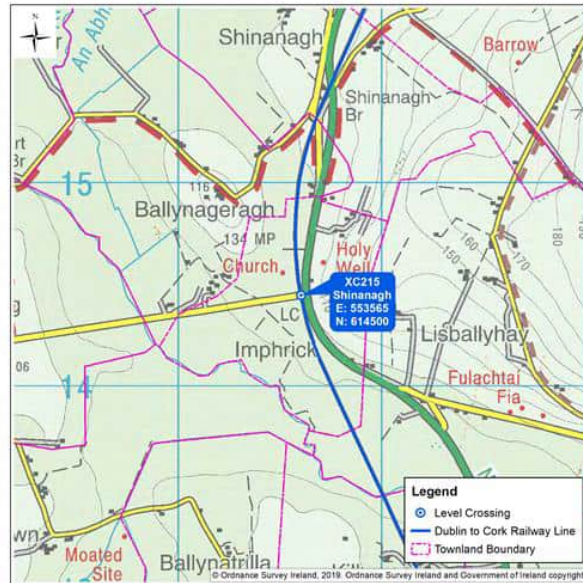 N
Shinanagh
Barrow
An Abh
Shinanagh
Br
Br
15
116
Ballynageragh
134 MP
Church
Holy
Well
150
160
170
180
190
XC215
Shinanagh
E: 553565
N: 614500
LC
Imphrick
Lisballyhay
06
14
Fulachtaí
Fia
Moated
Site
Ballynatrilla
Legend
Level Crossing
Dublin to Cork Railway Line
Townland Boundary
© Ordnance Survey Ireland, 2019. Ordnance Survey Ireland and Government of Ireland copyright